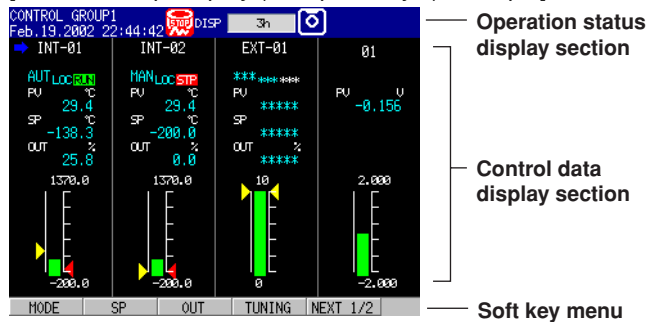 CONTROL GROUP1
Feb.19.2002 22:44:42 STOP DISP 3h
Operation status
display section
INT-01 INT-02 EXT-01 01
AUT LOC RUN MAN LOC STP *** **** ****
PV ℃ PV ℃ PV PV V
29.4 29.4 ***** -0.156
SP ℃ SP ℃ SP
-138.3 -200.0 *****
OUT % OUT % OUT %
25.8 0.0 *****
Control data
display section
1370.0 1370.0 10 2.000
-200.0 -200.0 0 -2.000
MODE SP OUT TUNING NEXT 1/2
Soft key menu